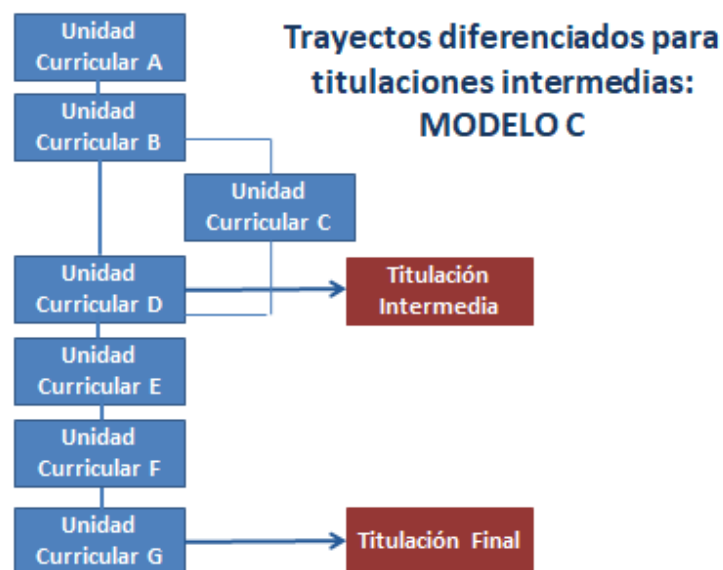 Unidad
Curricular A
Trayectos diferenciados para
titulaciones intermedias:
MODELO C
Unidad
Curricular B
Unidad
Curricular C
Unidad
Curricular D
Titulación
Intermedia
Unidad
Curricular E
Unidad
Curricular F
Unidad
Curricular G
Titulación Final